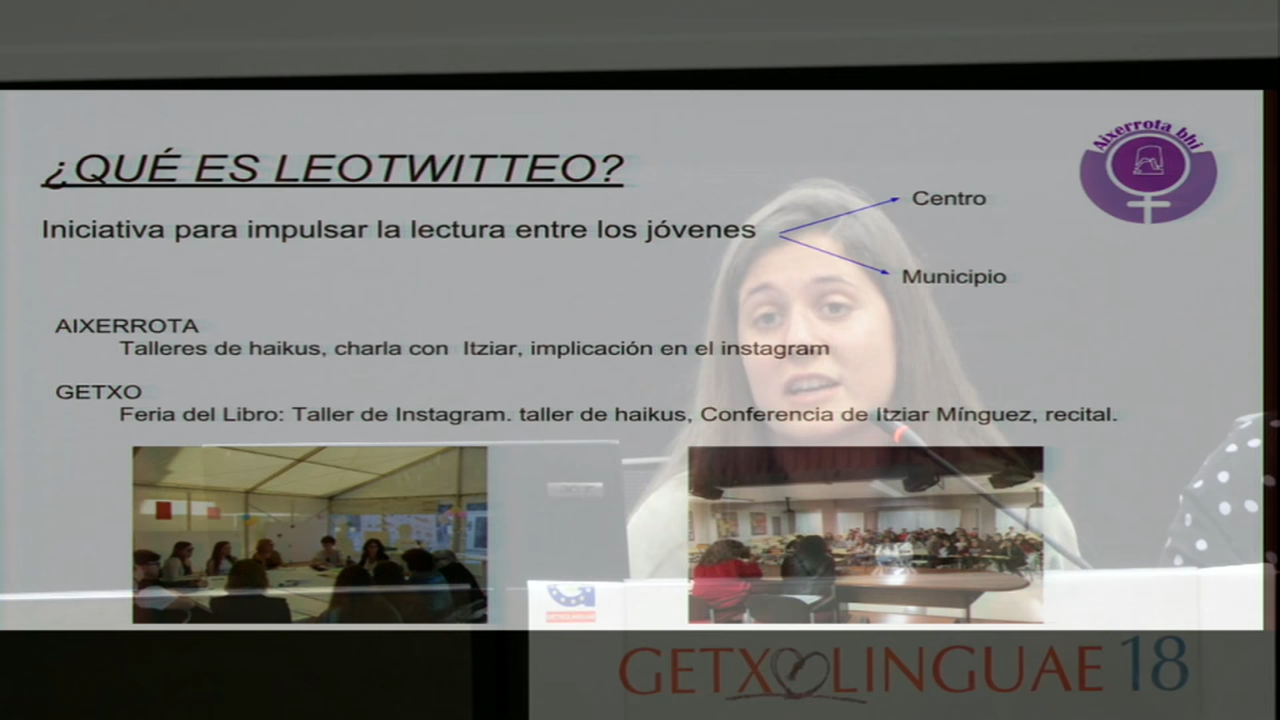 Aixerrota bhi
¿QUÉ ES LEOTWITTEO?
Centro
Iniciativa para impulsar la lectura entre los jóvenes
Municipio
AIXERROTA
Talleres de haikus, charla con Itziar, implicación en el instagram
GETXO
Feria del Libro: Taller de Instagram. taller de haikus, Conferencia de Itziar Mínguez, recital.
GETXOLINGUAE 18